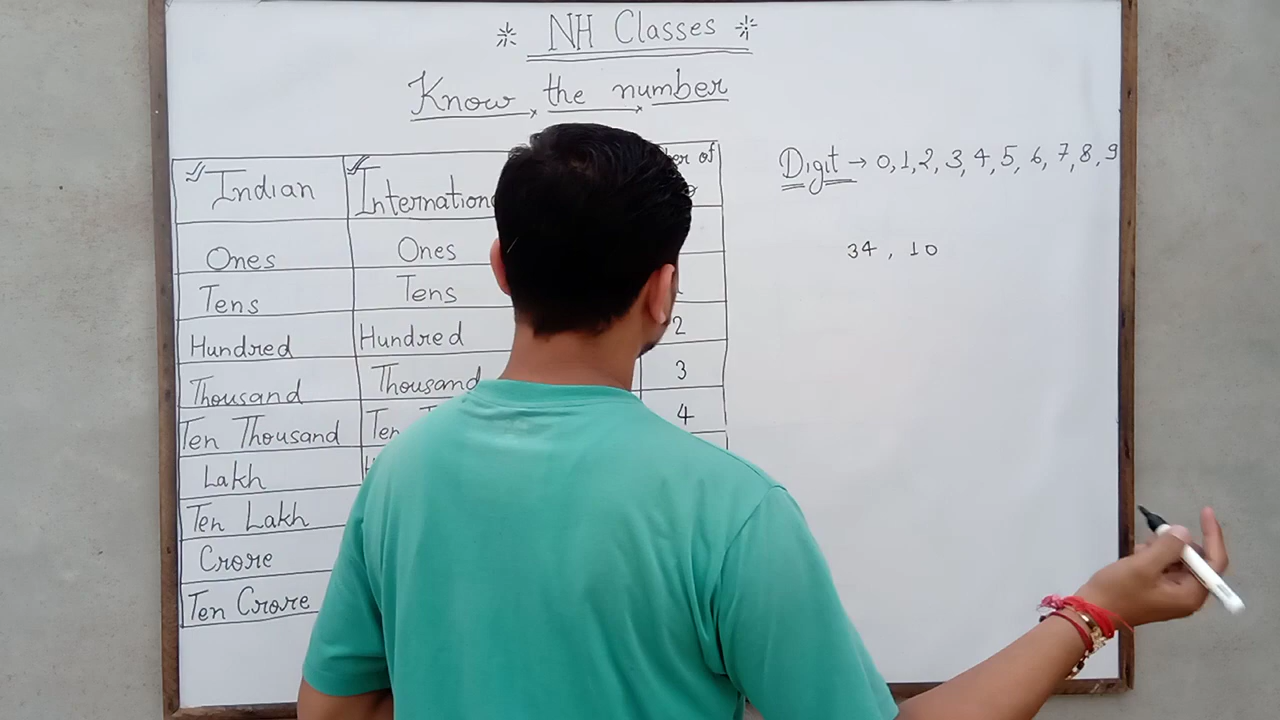 NH Classes
Know the number
Indian
Ones
Tens
Hundred
Thousand
Ten Thousand
Lakh
Ten Lakh
Crore
Ten Crore
Ones
Tens
Hundred
Thousand
Ten
of
2
3
4
Digit → 0,1,2,3,4,5,6,7,8,9
34, 10